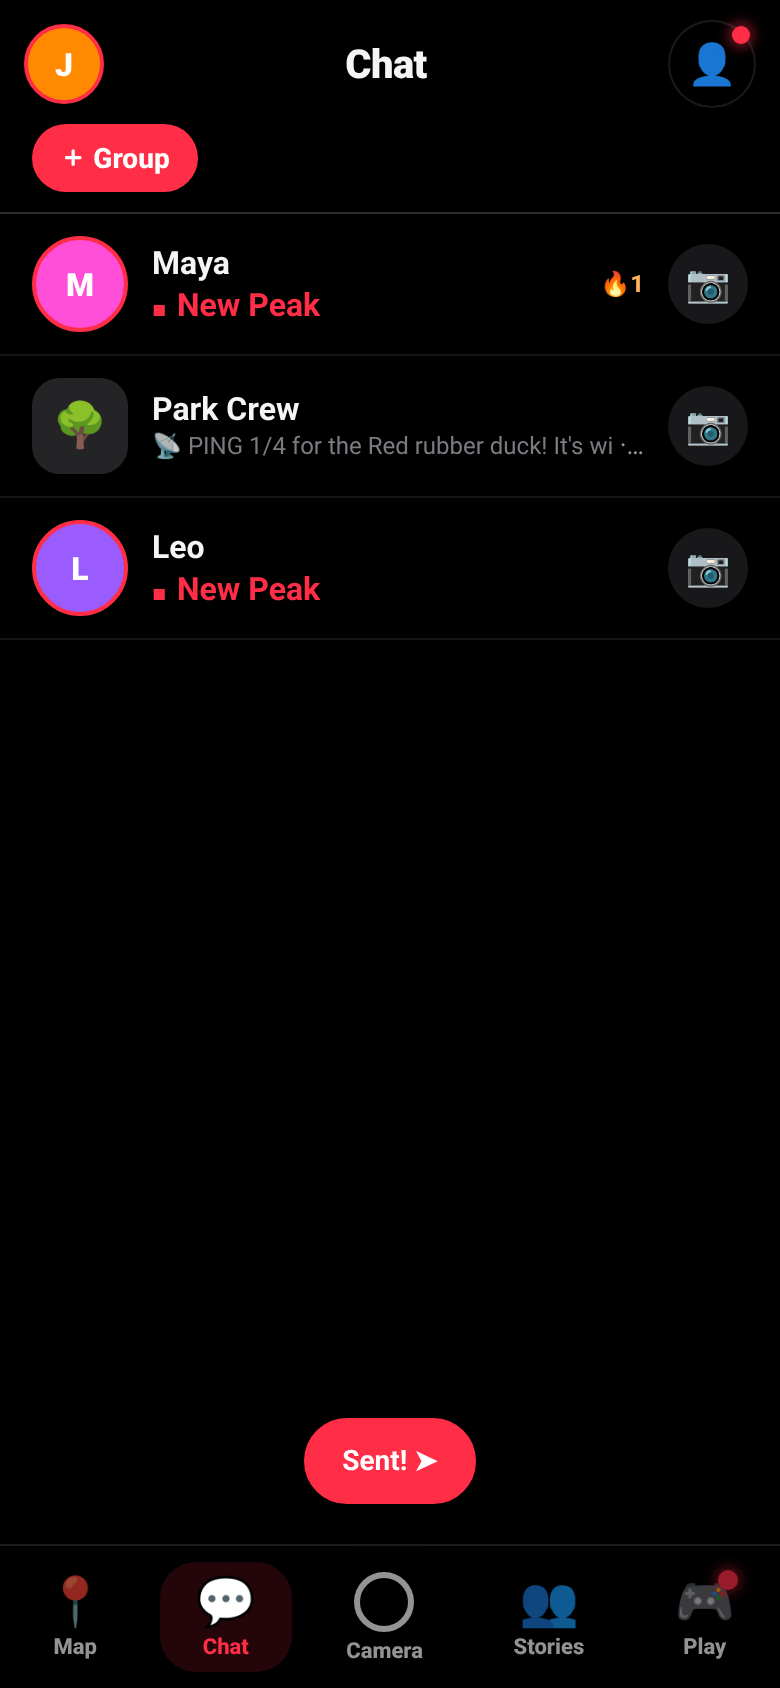 J
Chat
+ Group
M
Maya
New Peak
🔥1
Park Crew
📡 PING 1/4 for the Red rubber duck! It's wi ·…
L
Leo
New Peak
Sent! ➤
Map
Chat
Camera
Stories
Play